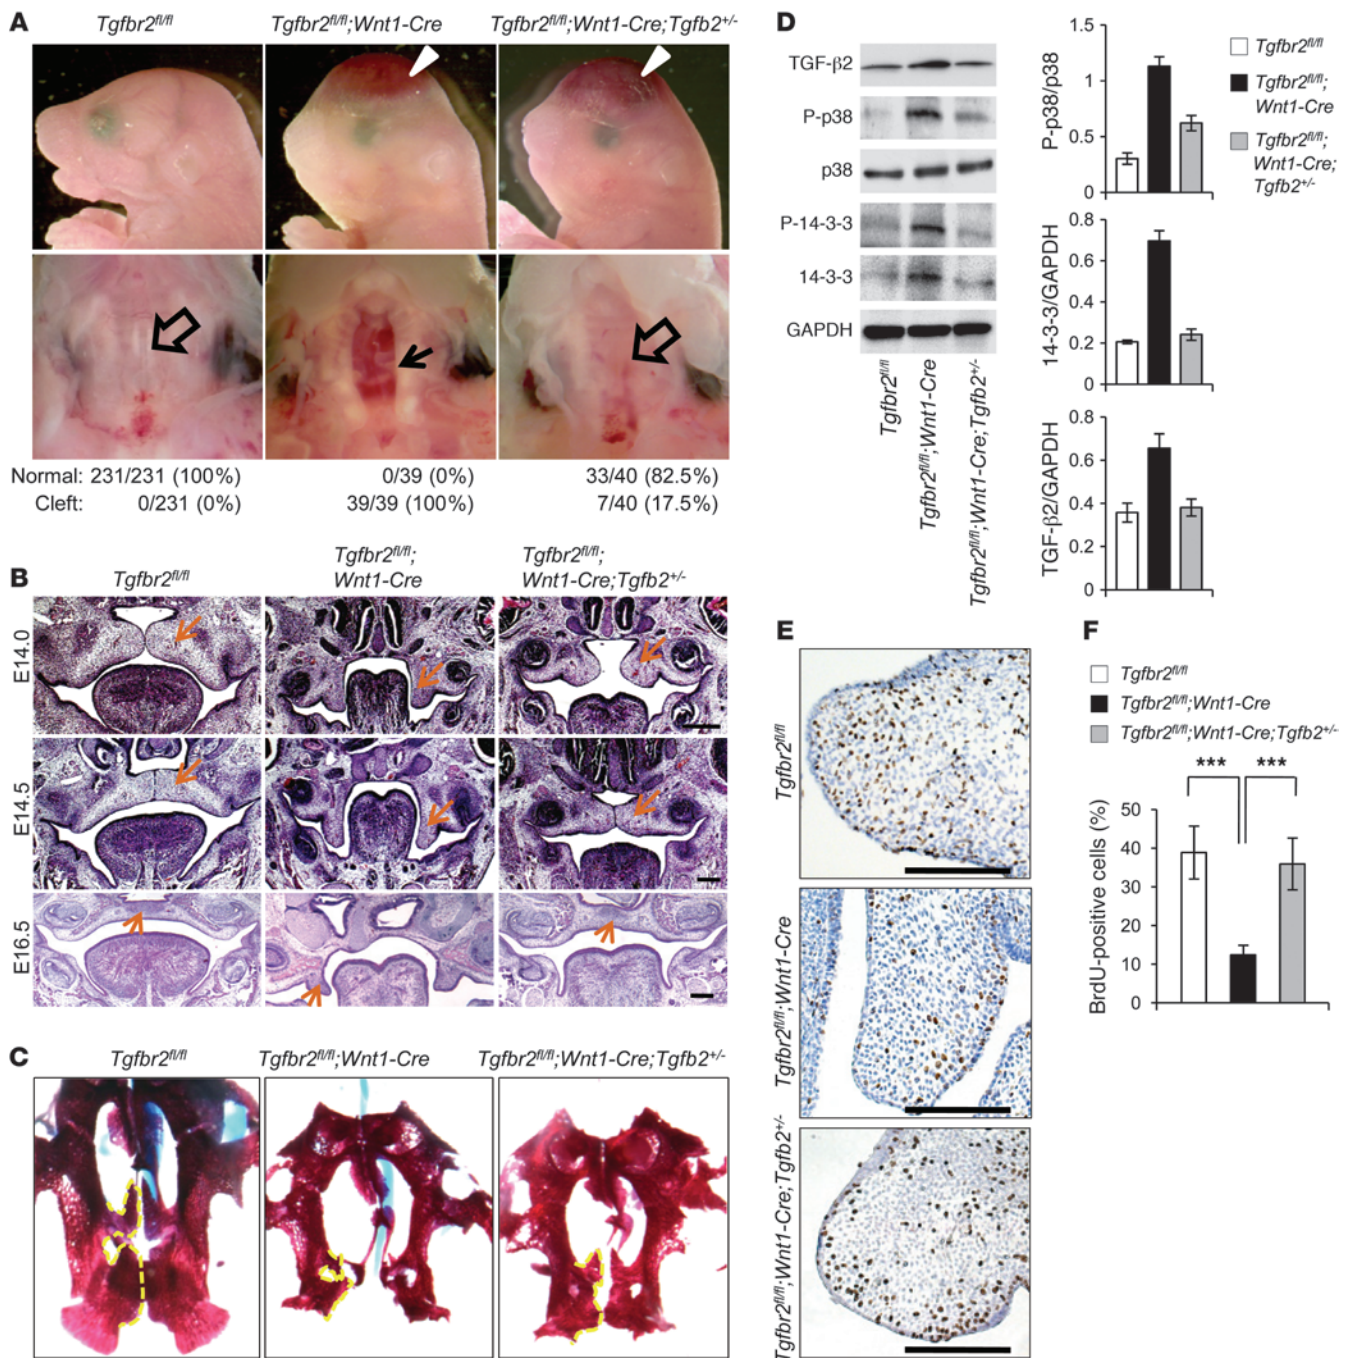 A
Tgfbr2fl/fl
Tgfbr2fl/fl;Wnt1-Cre
Tgfbr2fl/fl;Wnt1-Cre;Tgfb2+/-
Normal: 231/231 (100%)
0/39 (0%)
33/40 (82.5%)
Cleft: 0/231 (0%)
39/39 (100%)
7/40 (17.5%)
B
Tgfbr2fl/fl
Tgfbr2fl/fl;
Wnt1-Cre
Tgfbr2fl/fl;
Wnt1-Cre;Tgfb2+/-
E14.0
E14.5
E16.5
C
Tgfbr2fl/fl
Tgfbr2fl/fl;Wnt1-Cre
Tgfbr2fl/fl;Wnt1-Cre;Tgfb2+/-
D
TGF-β2
P-p38
p38
P-14-3-3
14-3-3
GAPDH
Tgfbr2fl/fl
Tgfbr2fl/fl;Wnt1-Cre
Tgfbr2fl/fl;Wnt1-Cre;Tgfb2+/-
P-p38/p38
1.5
1
0.5
0
14-3-3/GAPDH
0.8
0.6
0.4
0.2
0
TGF-β2/GAPDH
0.8
0.6
0.4
0.2
0
Tgfbr2fl/fl
Tgfbr2fl/fl;
Wnt1-Cre
Tgfbr2fl/fl;
Wnt1-Cre;
Tgfb2+/-
E
Tgfbr2fl/fl
Tgfbr2fl/fl;Wnt1-Cre
Tgfbr2fl/fl;Wnt1-Cre;Tgfb2+/-
F
Tgfbr2fl/fl
Tgfbr2fl/fl;Wnt1-Cre
Tgfbr2fl/fl;Wnt1-Cre;Tgfb2+/-
*** ***
BrdU-positive cells (%)
50
40
30
20
10
0